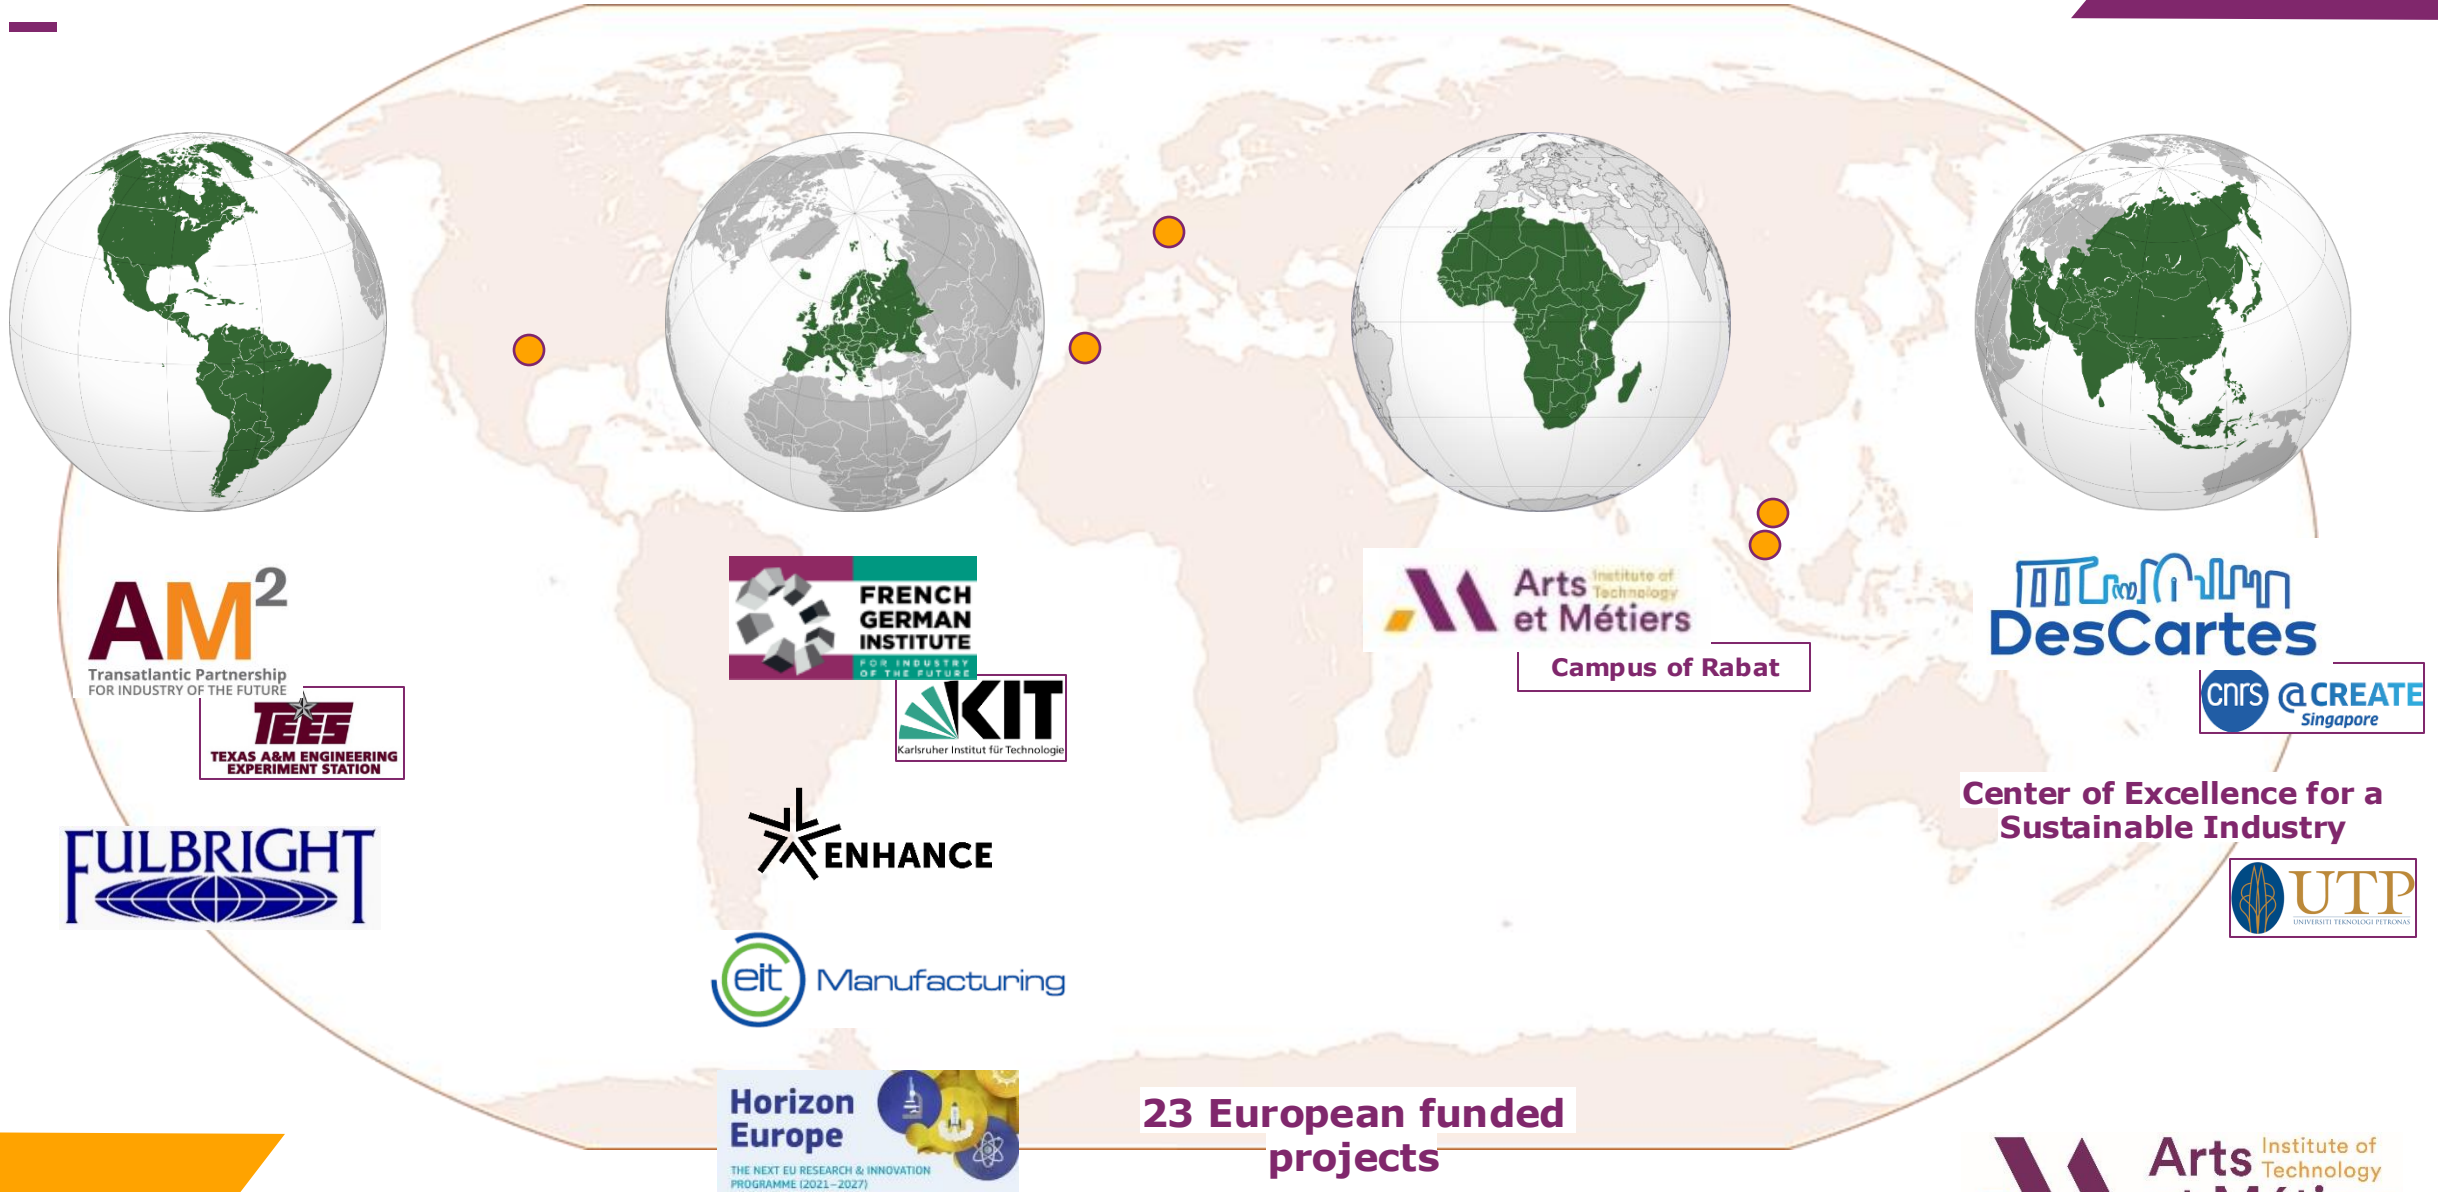 AM2
Transatlantic Partnership
FOR INDUSTRY OF THE FUTURE
TEES
TEXAS A&M ENGINEERING
EXPERIMENT STATION
FULBRIGHT
FRENCH
GERMAN
INSTITUTE
FOR INDUSTRY
OF THE FUTURE
KIT
Karlsruher Institut für Technologie
ENHANCE
eit Manufacturing
Horizon
Europe
THE NEXT EU RESEARCH & INNOVATION
PROGRAMME (2021–2027)
23 European funded
projects
Arts Institute of
Technology
et Métiers
Campus of Rabat
DesCartes
cnrs @CREATE
Singapore
Center of Excellence for a
Sustainable Industry
UTP
UNIVERSITI TEKNOLOGI PETRONAS
Arts Institute of
Technology